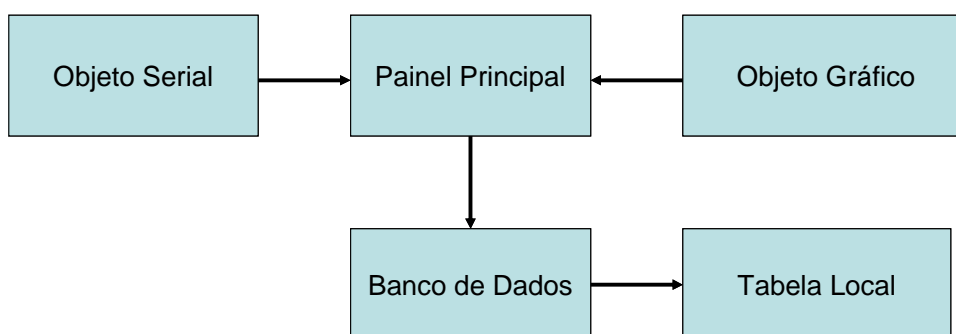 Objeto Serial
Painel Principal
Objeto Gráfico
Banco de Dados
Tabela Local